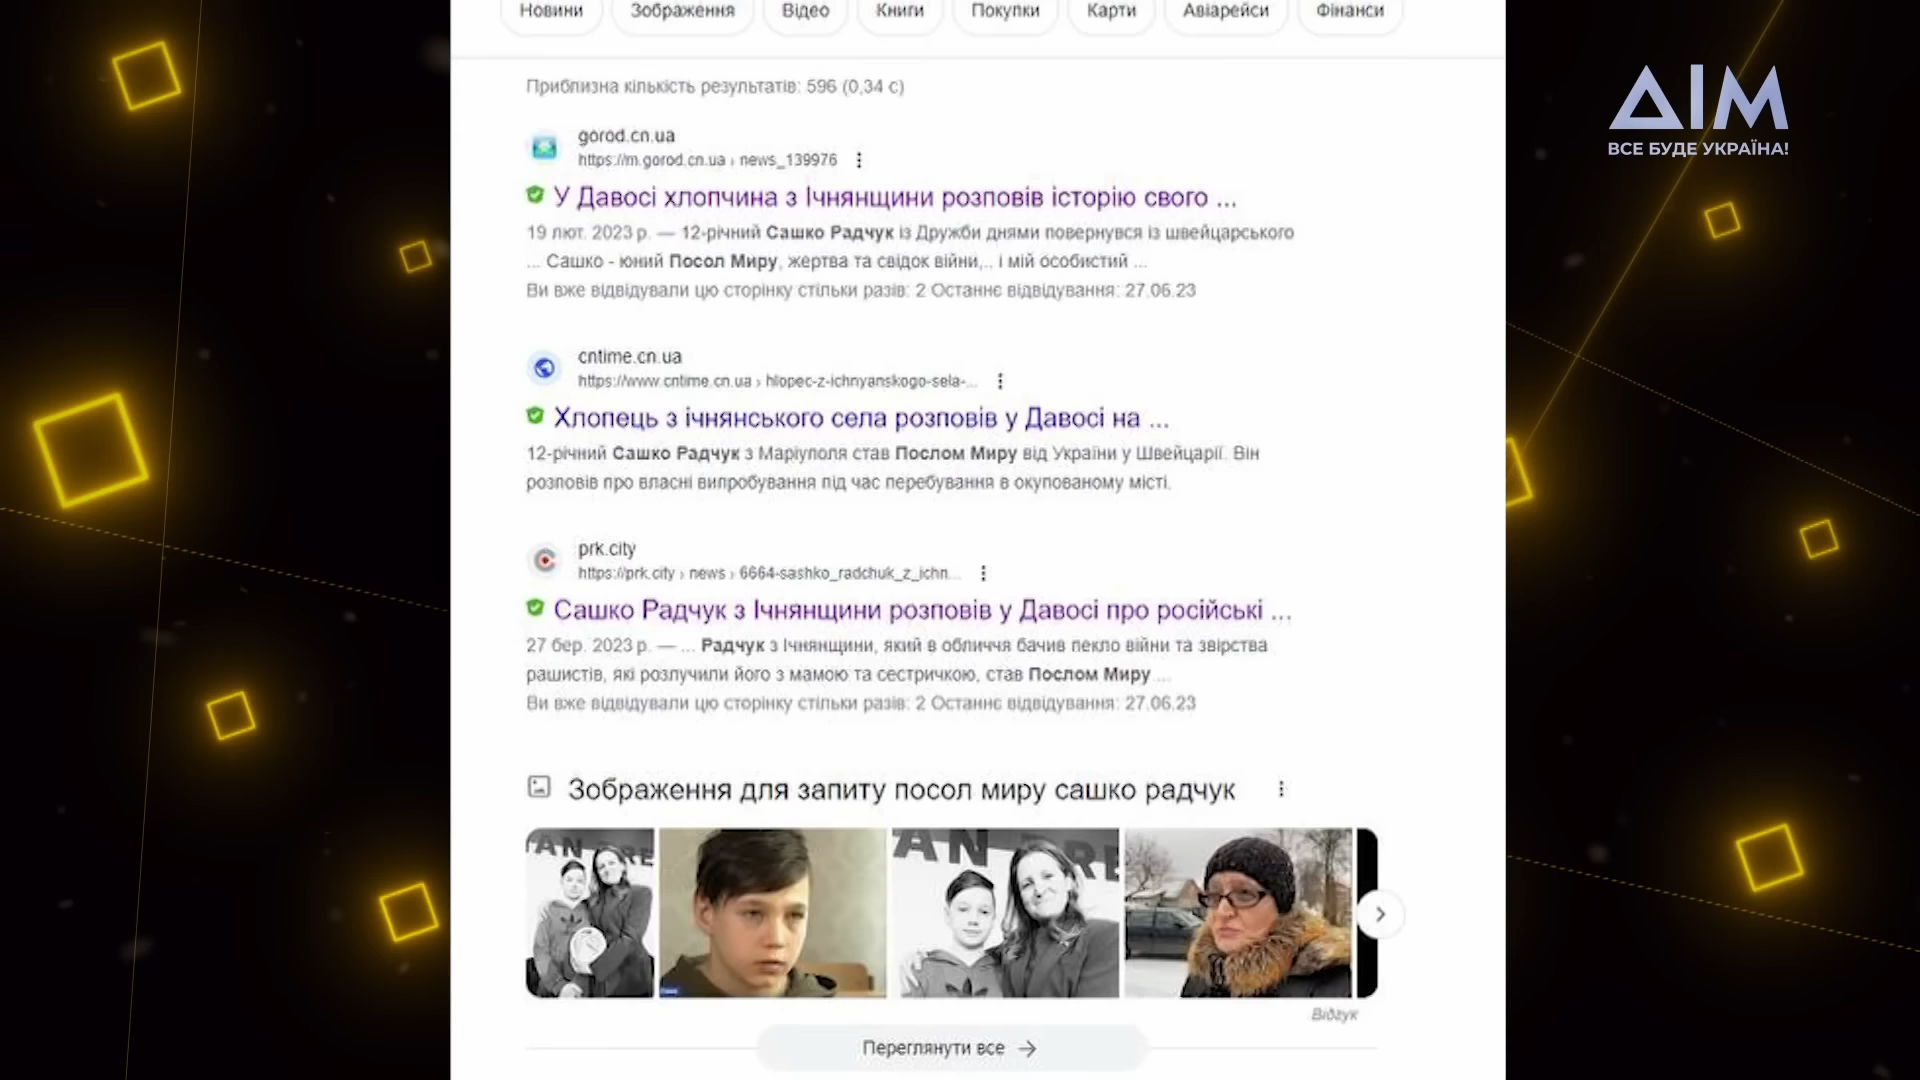 Новини Зображення Відео Книги Покупки Карти Авіарейси Фінанси
ДІМ
ВСЕ БУДЕ УКРАЇНА!
Приблизна кількість результатів: 596 (0,34 с)
gorod.cn.ua
https://m.gorod.cn.ua › news_139976
У Давосі хлопчина з Ічнянщини розповів історію свого ...
19 лют. 2023 р. — 12-річний Сашко Радчук із Дружби днями повернувся із швейцарського
... Сашко - юний Посол Миру, жертва та свідок війни,.. і мій особистий ...
Ви вже відвідували цю сторінку стільки разів: 2 Останнє відвідування: 27.06.23
cntime.cn.ua
https://www.cntime.cn.ua › hlopec-z-ichnyanskogo-sela-...
Хлопець з ічнянського села розповів у Давосі на ...
12-річний Сашко Радчук з Маріуполя став Послом Миру від України у Швейцарії. Він
розповів про власні випробування під час перебування в окупованому місті.
prk.city
https://prk.city › news › 6664-sashko_radchuk_z_ichn...
Сашко Радчук з Ічнянщини розповів у Давосі про російські ...
27 бер. 2023 р. — ... Радчук з Ічнянщини, який в обличчя бачив пекло війни та звірства
рашистів, які розлучили його з мамою та сестричкою, став Послом Миру ...
Ви вже відвідували цю сторінку стільки разів: 2 Останнє відвідування: 27.06.23
Зображення для запиту посол миру сашко радчук
TAN RE
AN RE
Відгук
Переглянути все